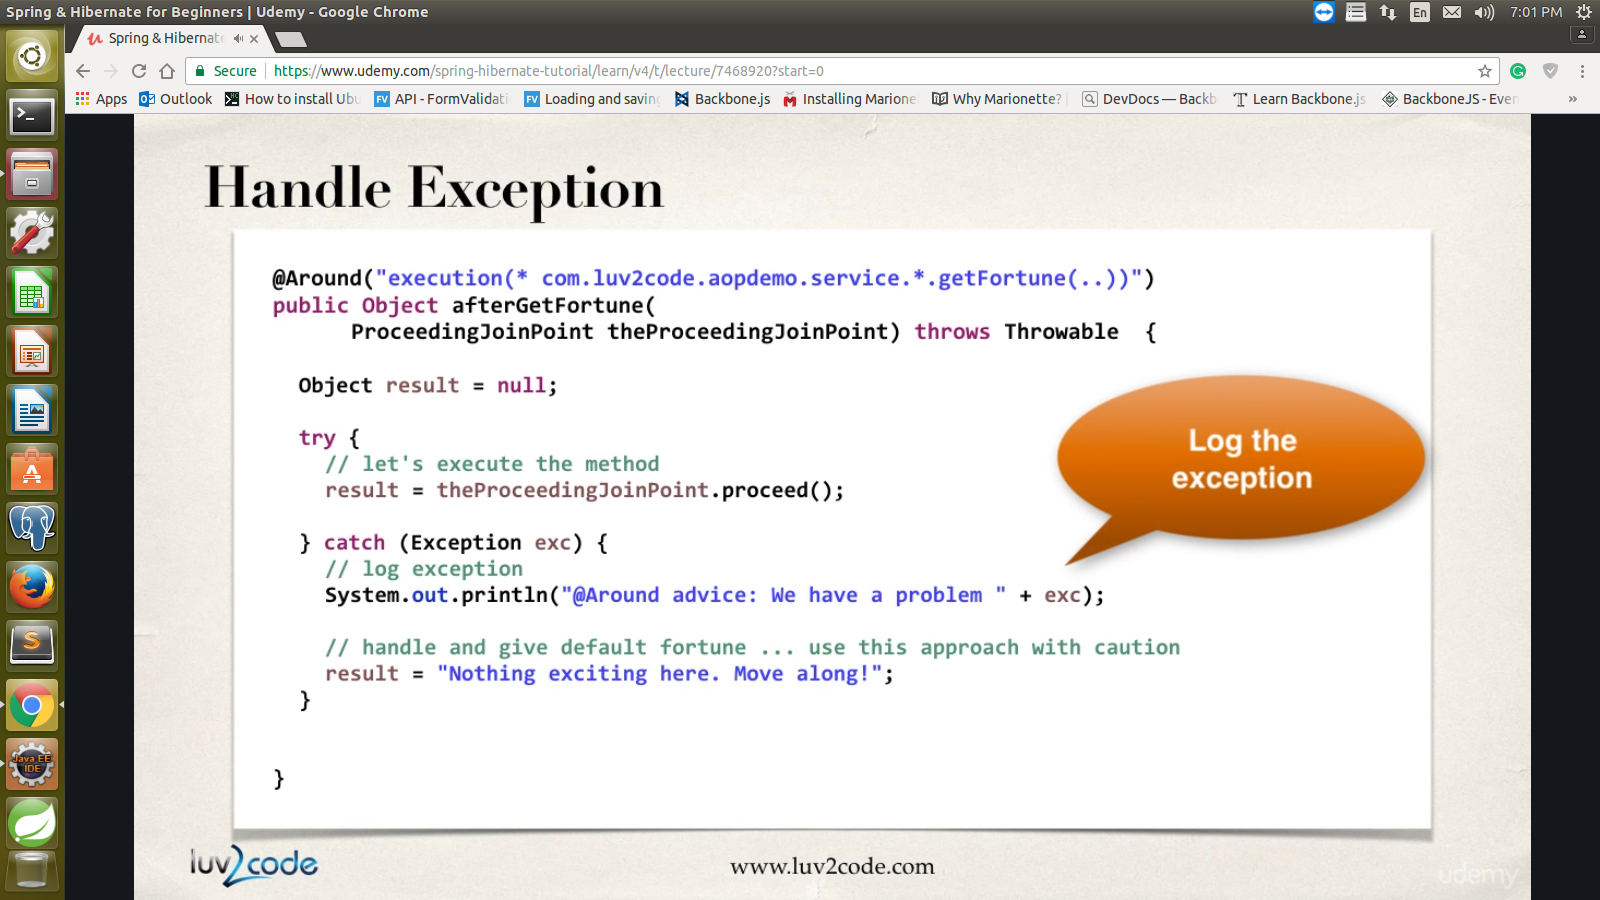 Spring & Hibernate for Beginners | Udemy - Google Chrome
En
7:01 PM
Spring & Hibernate
Secure
https://www.udemy.com/spring-hibernate-tutorial/learn/v4/t/lecture/7468920?start=0
Apps
Outlook
How to install Ubu
FV API - FormValidati
FV Loading and saving
Backbone.js
Installing Marione
Why Marionette?
DevDocs — Backb
Learn Backbone.js
BackboneJS - Even
»
Handle Exception
@Around("execution(* com.luv2code.aopdemo.service.*.getFortune(..))")
public Object afterGetFortune(
ProceedingJoinPoint theProceedingJoinPoint) throws Throwable {
Object result = null;
try {
// let's execute the method
result = theProceedingJoinPoint.proceed();
} catch (Exception exc) {
// log exception
System.out.println("@Around advice: We have a problem " + exc);
// handle and give default fortune ... use this approach with caution
result = "Nothing exciting here. Move along!";
}
}
Log the
exception
Java EE
IDE
luv2code
www.luv2code.com
udemy